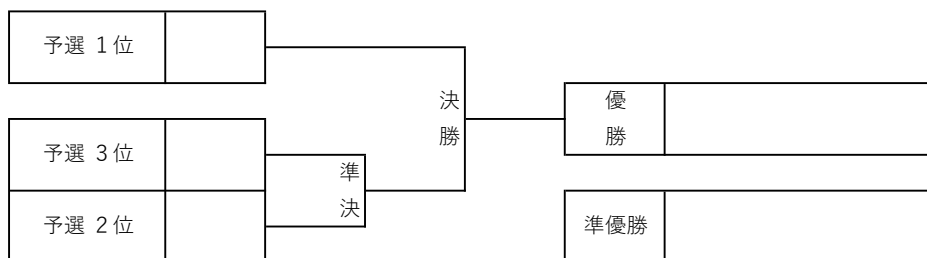 予選 1位
決勝
優勝
予選 3位
準決
予選 2位
準優勝